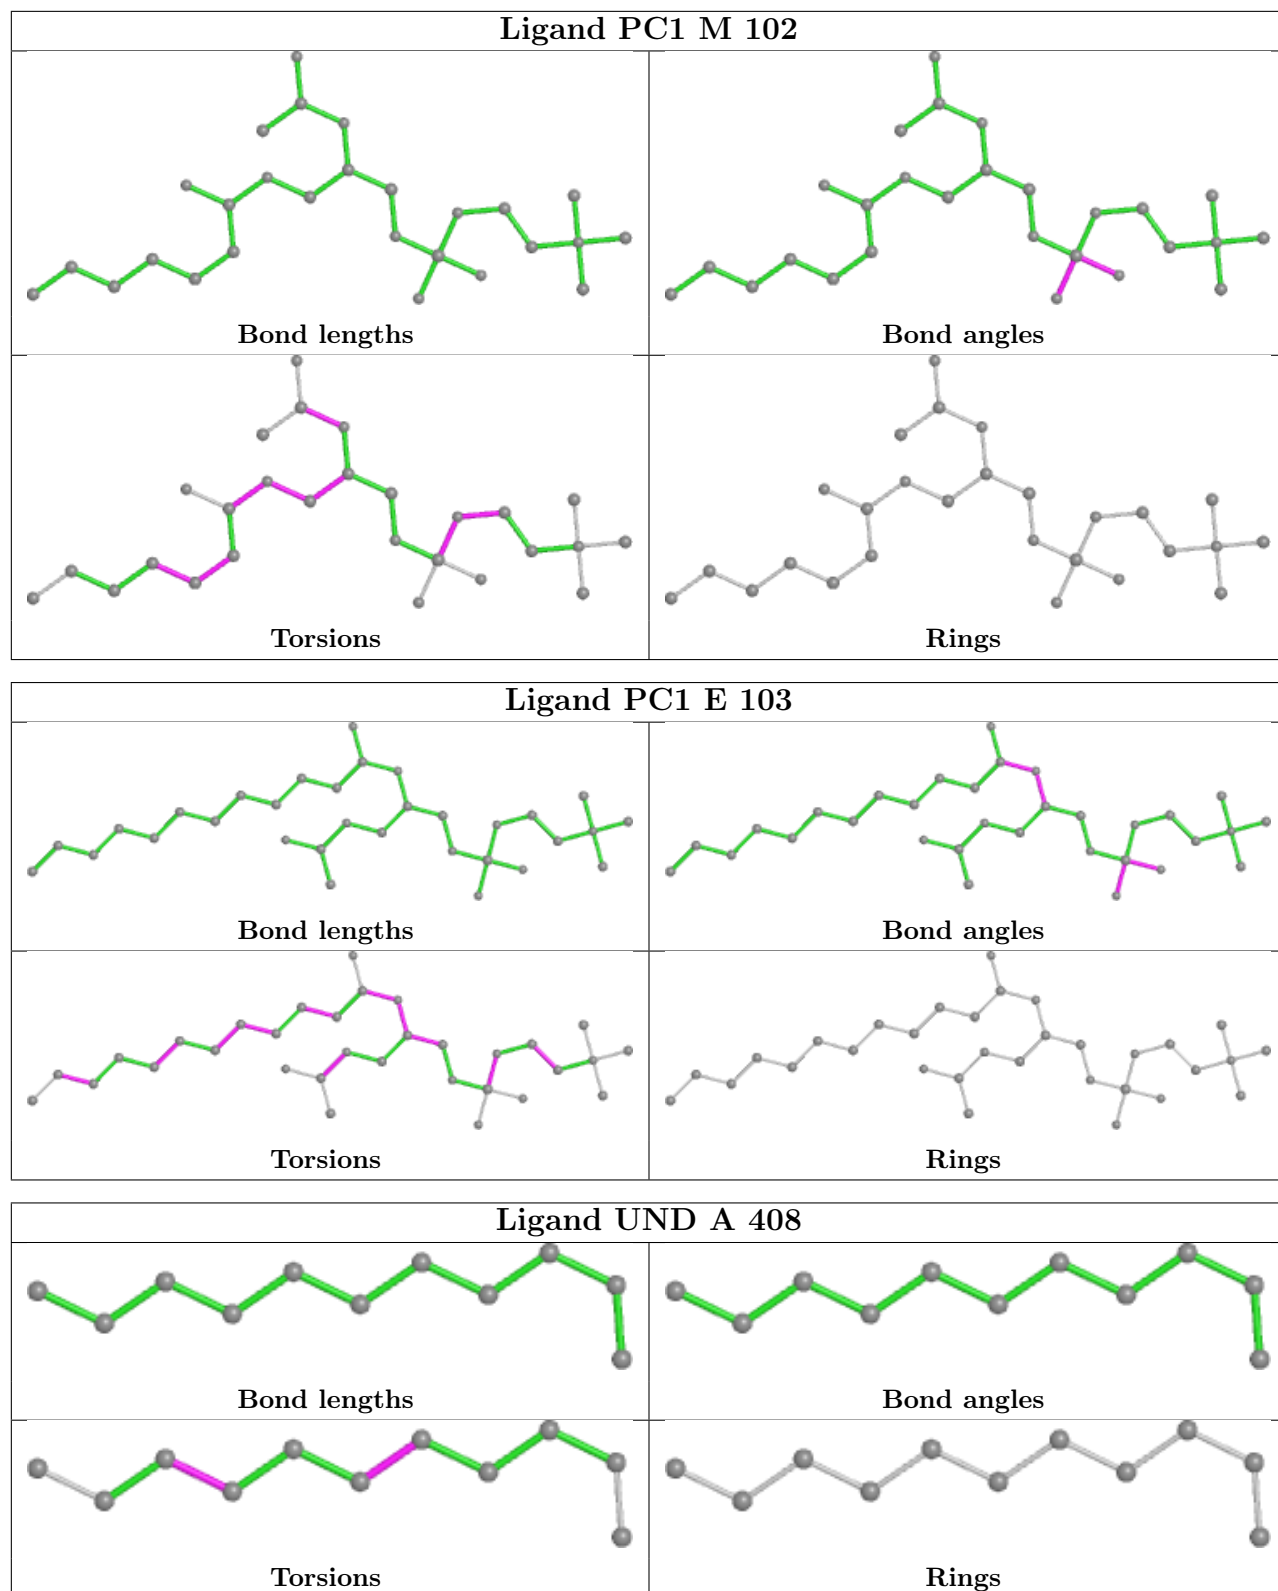 Ligand PC1 M 102
Bond lengths
Bond angles
Torsions
Rings
Ligand PC1 E 103
Bond lengths
Bond angles
Torsions
Rings
Ligand UND A 408
Bond lengths
Bond angles
Torsions
Rings